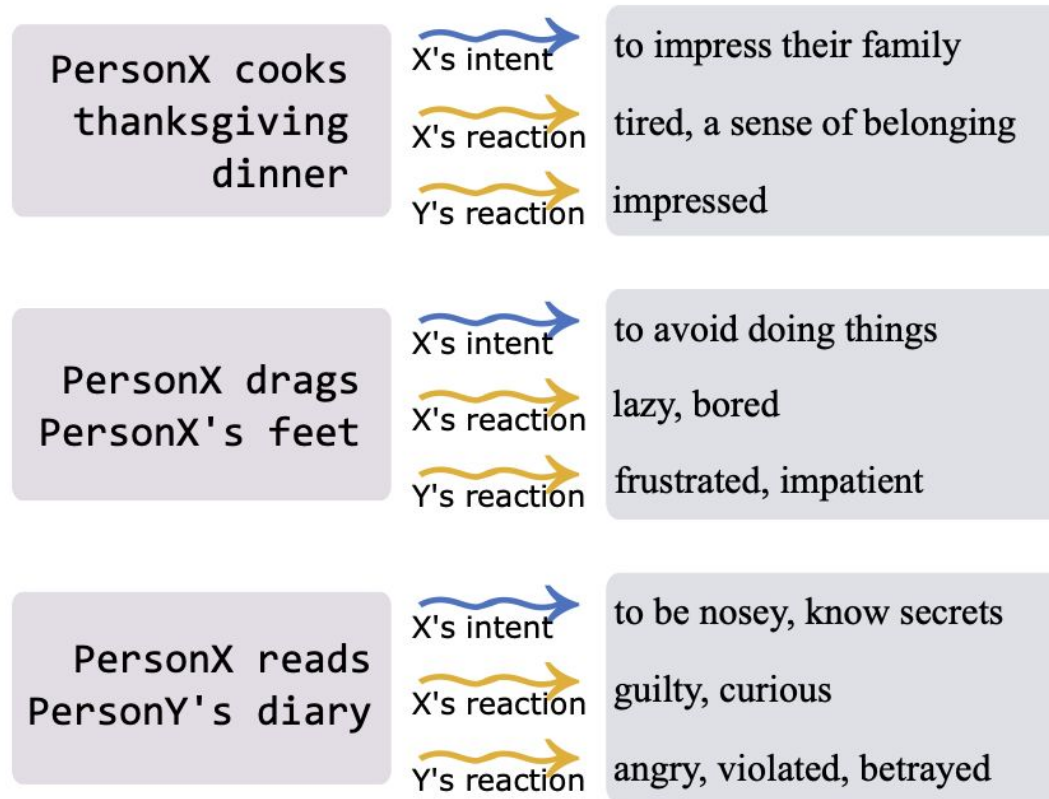 PersonX cooks
thanksgiving
dinner
X's intent
to impress their family
X's reaction
tired, a sense of belonging
Y's reaction
impressed
PersonX drags
PersonX's feet
X's intent
to avoid doing things
X's reaction
lazy, bored
Y's reaction
frustrated, impatient
PersonX reads
PersonY's diary
X's intent
to be nosey, know secrets
X's reaction
guilty, curious
Y's reaction
angry, violated, betrayed